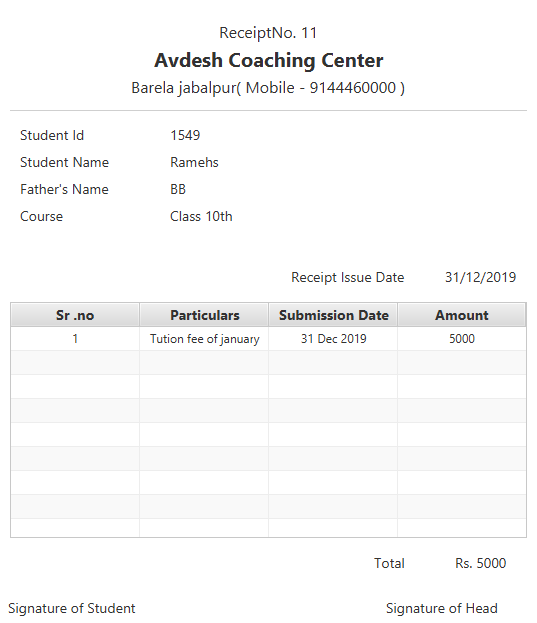 ReceiptNo. 11
Avdesh Coaching Center
Barela jabalpur( Mobile - 9144460000 )
Student Id 1549
Student Name Ramehs
Father's Name BB
Course Class 10th
Receipt Issue Date 31/12/2019
Sr .no Particulars Submission Date Amount
1 Tution fee of january 31 Dec 2019 5000
Total Rs. 5000
Signature of Student Signature of Head